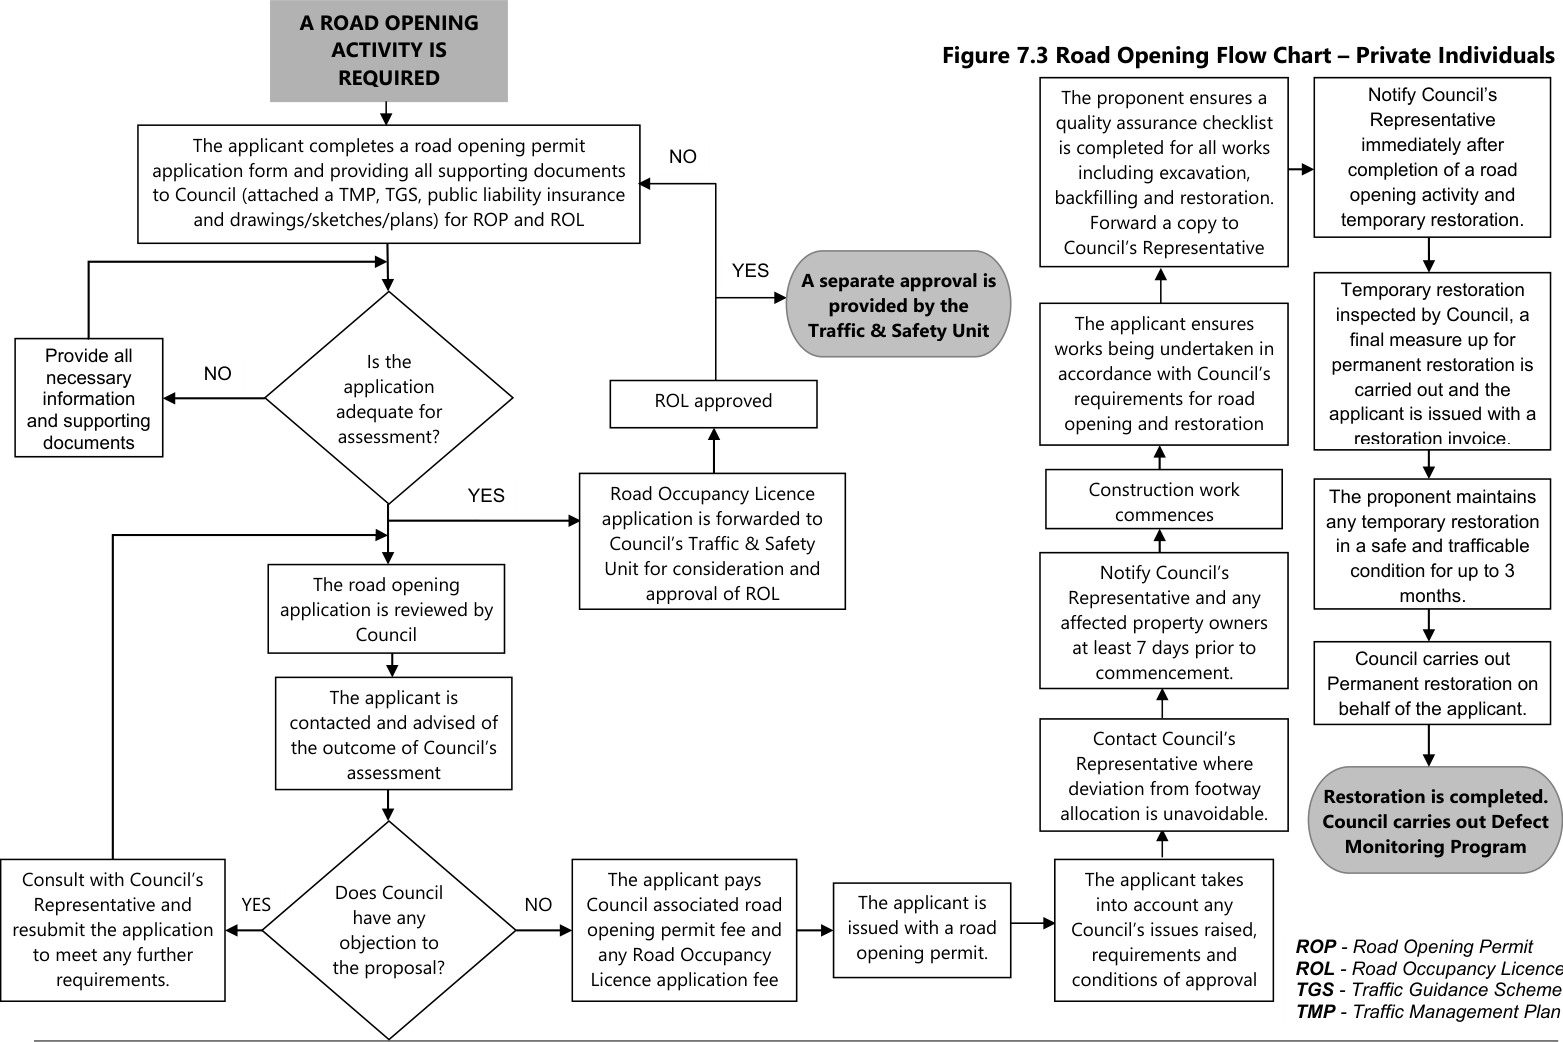 A ROAD OPENING
ACTIVITY IS
REQUIRED
Figure 7.3 Road Opening Flow Chart – Private Individuals
The applicant completes a road opening permit
application form and providing all supporting documents
to Council (attached a TMP, TGS, public liability insurance
and drawings/sketches/plans) for ROP and ROL
NO
YES
A separate approval is
provided by the
Traffic & Safety Unit
Is the
application
adequate for
assessment?
NO
Provide all
necessary
information
and supporting
documents
ROL approved
YES
Road Occupancy Licence
application is forwarded to
Council's Traffic & Safety
Unit for consideration and
approval of ROL
The road opening
application is reviewed by
Council
The applicant is
contacted and advised of
the outcome of Council's
assessment
Does Council
have any
objection to
the proposal?
YES
Consult with Council's
Representative and
resubmit the application
to meet any further
requirements.
NO
The applicant pays
Council associated road
opening permit fee and
any Road Occupancy
Licence application fee
The applicant is
issued with a road
opening permit.
The applicant takes
into account any
Council's issues raised,
requirements and
conditions of approval
Contact Council's
Representative where
deviation from footway
allocation is unavoidable.
Notify Council's
Representative and any
affected property owners
at least 7 days prior to
commencement.
Construction work
commences
The applicant ensures
works being undertaken in
accordance with Council's
requirements for road
opening and restoration
The proponent ensures a
quality assurance checklist
is completed for all works
including excavation,
backfilling and restoration.
Forward a copy to
Council's Representative
Notify Council's
Representative
immediately after
completion of a road
opening activity and
temporary restoration.
Temporary restoration
inspected by Council, a
final measure up for
permanent restoration is
carried out and the
applicant is issued with a
restoration invoice.
The proponent maintains
any temporary restoration
in a safe and trafficable
condition for up to 3
months.
Council carries out
Permanent restoration on
behalf of the applicant.
Restoration is completed.
Council carries out Defect
Monitoring Program
ROP - Road Opening Permit
ROL - Road Occupancy Licence
TGS - Traffic Guidance Scheme
TMP - Traffic Management Plan